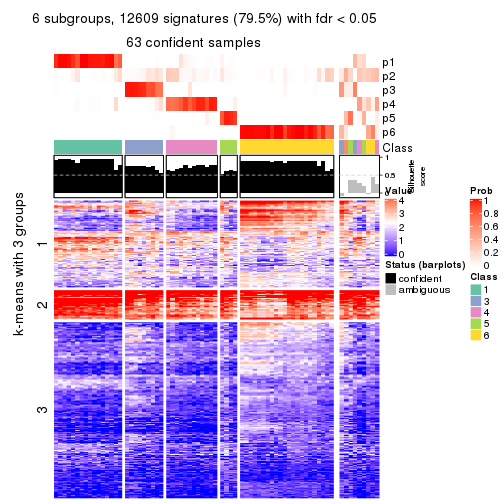 6 subgroups, 12609 signatures (79.5%) with fdr < 0.05
63 confident samples
p1
p2
p3
p4
p5
p6
Class
1
0.5
0
Silhouette
score
k-means with 3 groups
1
2
3
Value
4
3
2
1
0
Status (barplots)
confident
ambiguous
Prob
1
0.8
0.6
0.4
0.2
0
Class
1
3
4
5
6